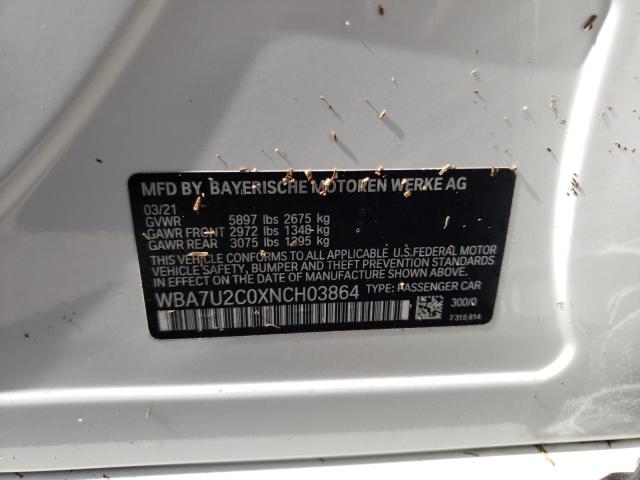 MFD BY. BAYERISCHE MOTOREN WERKE AG
03/21
GVWR 5897 lbs 2675 kg
GAWR FRONT 2972 lbs 1348 kg
GAWR REAR 3075 lbs 1395 kg
THIS VEHICLE CONFORMS TO ALL APPLICABLE U.S.FEDERAL MOTOR
VEHICLE SAFETY, BUMPER AND THEFT PREVENTION STANDARDS IN
EFFECT ON THE DATE OF MANUFACTURE SHOWN ABOVE.
WBA7U2C0XNCH03864 TYPE: PASSENGER CAR
300/0
7315814